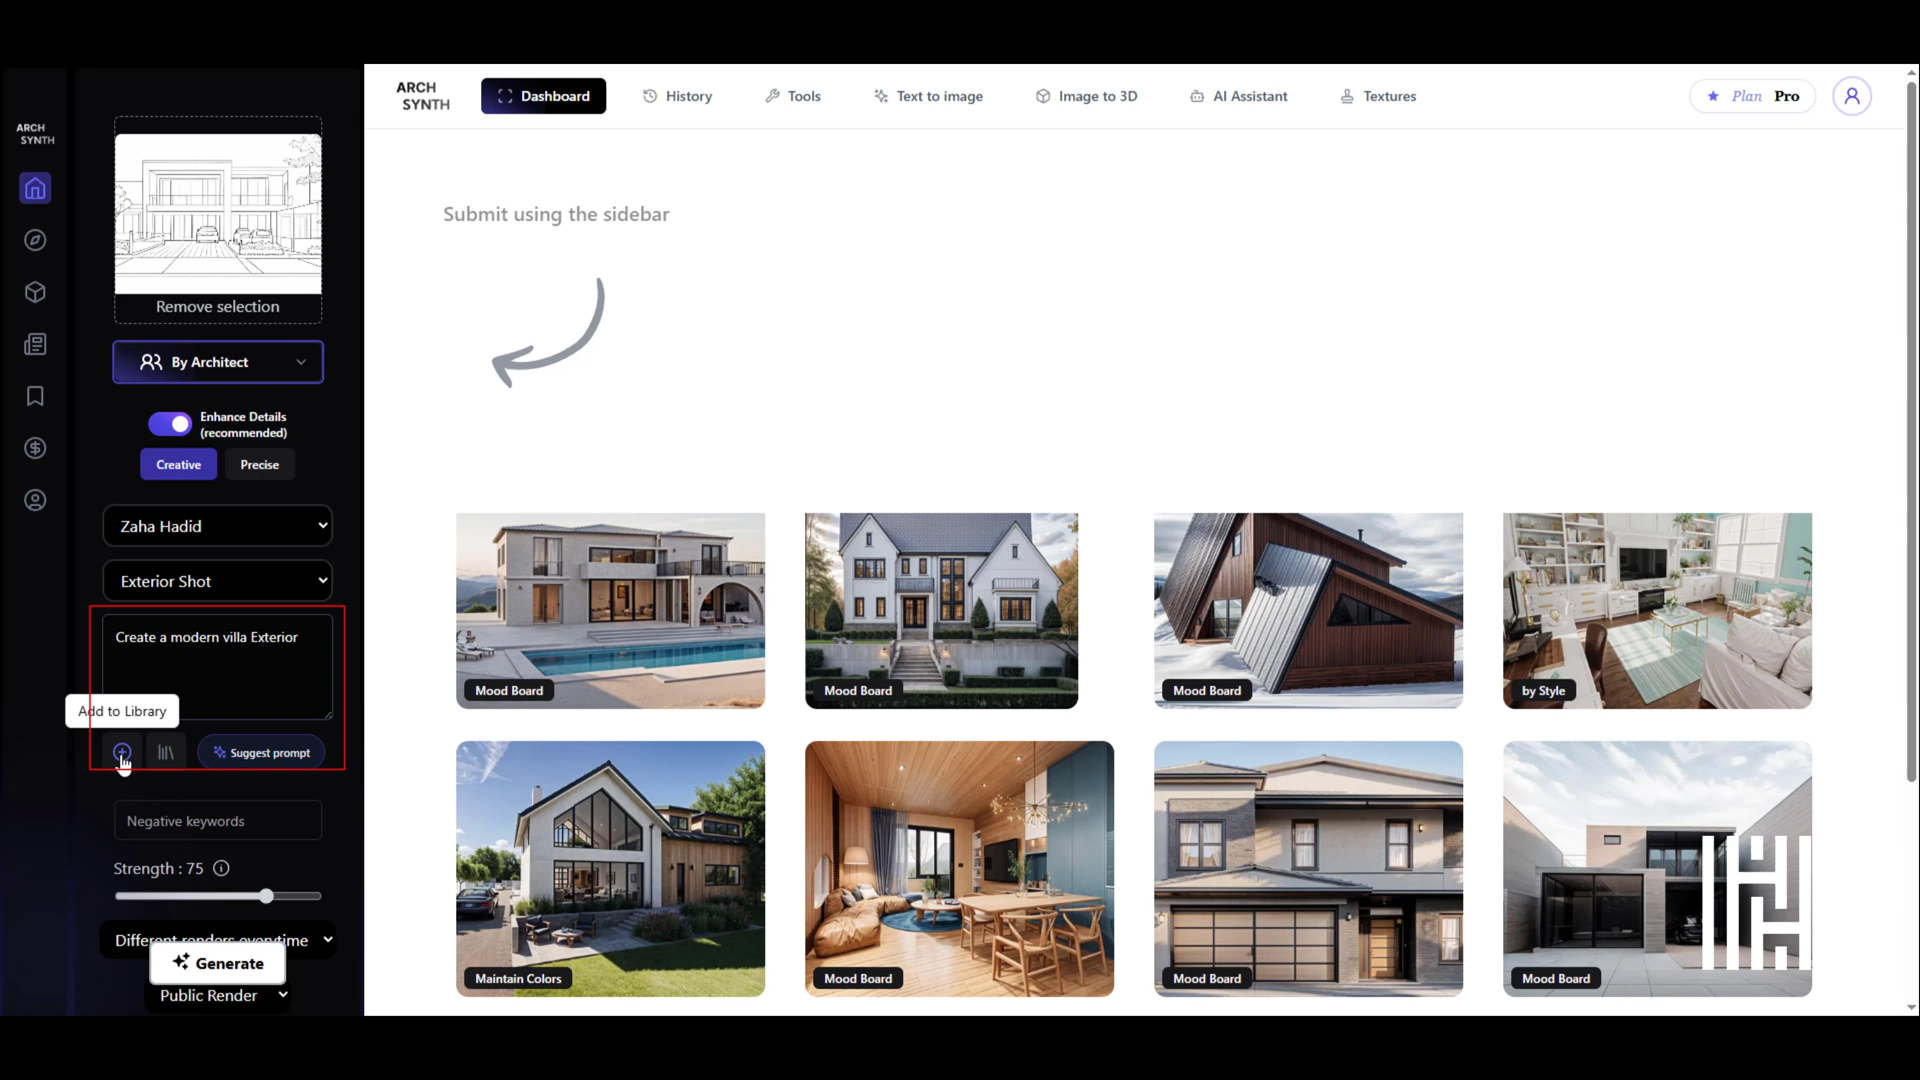 ARCH
SYNTH
Dashboard
History
Tools
Text to image
Image to 3D
AI Assistant
Textures
Plan Pro
ARCH
SYNTH
Remove selection
By Architect
Enhance Details
(recommended)
Creative
Precise
Zaha Hadid
Exterior Shot
Create a modern villa Exterior
Add to Library
Suggest prompt
Negative keywords
Strength : 75
Different renders everytime
Generate
Public Render
Submit using the sidebar
Mood Board
Mood Board
Mood Board
by Style
Maintain Colors
Mood Board
Mood Board
Mood Board